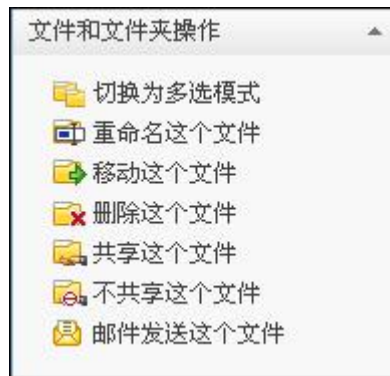 文件和文件夹操作
切换为多选模式
重命名这个文件
移动这个文件
删除这个文件
共享这个文件
不共享这个文件
邮件发送这个文件